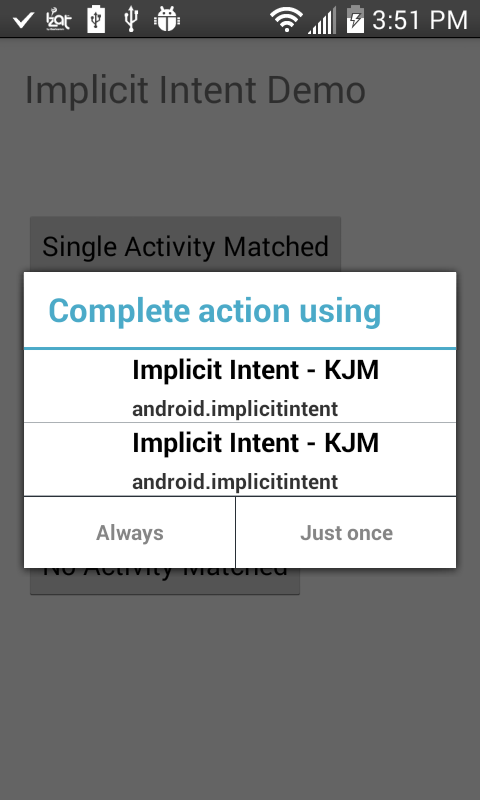 3:51 PM
Implicit Intent Demo
Single Activity Matched
Complete action using
Implicit Intent - KJM
android.implicitintent
Implicit Intent - KJM
android.implicitintent
Always
Just once
No Activity Matched